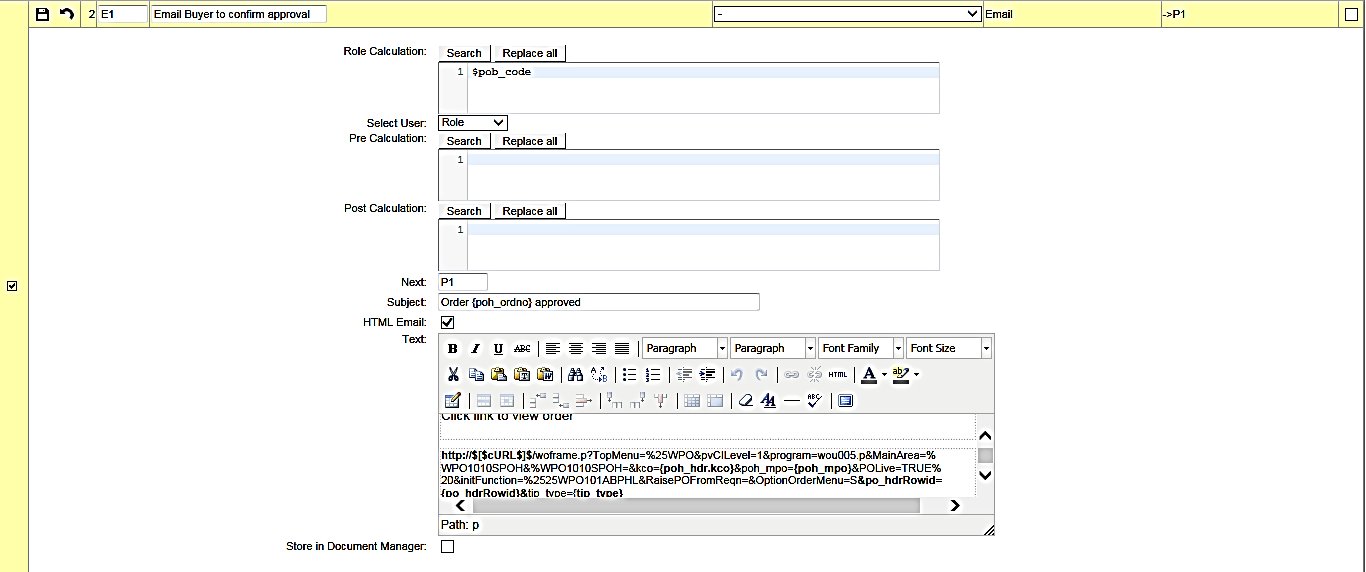 2 E1 Email Buyer to confirm approval - Email ->P1
Role Calculation: Search Replace all
1 $pob_code
Select User: Role
Pre Calculation: Search Replace all
1
Post Calculation: Search Replace all
1
Next: P1
Subject: Order {poh_ordno} approved
HTML Email:
Text:
B I U ABC Paragraph Paragraph Font Family Font Size
HTML A ab
ABC
Click link to view order
http://$[$cURL$]$/woframe.p?TopMenu=%25WPO&pvCILevel=1&program=wou005.p&MainArea=%
WPO1010SPOH&%WPO1010SPOH=&kco={poh_hdr.kco}&poh_mpo={poh_mpo}&POLive=TRUE%
20&initFunction=%2525WPO101ABPHL&RaisePOFromReqn=&OptionOrderMenu=S&po_hdrRowid=
{po_hdrRowid}&tip_type={tip_type}
Path: p
Store in Document Manager: